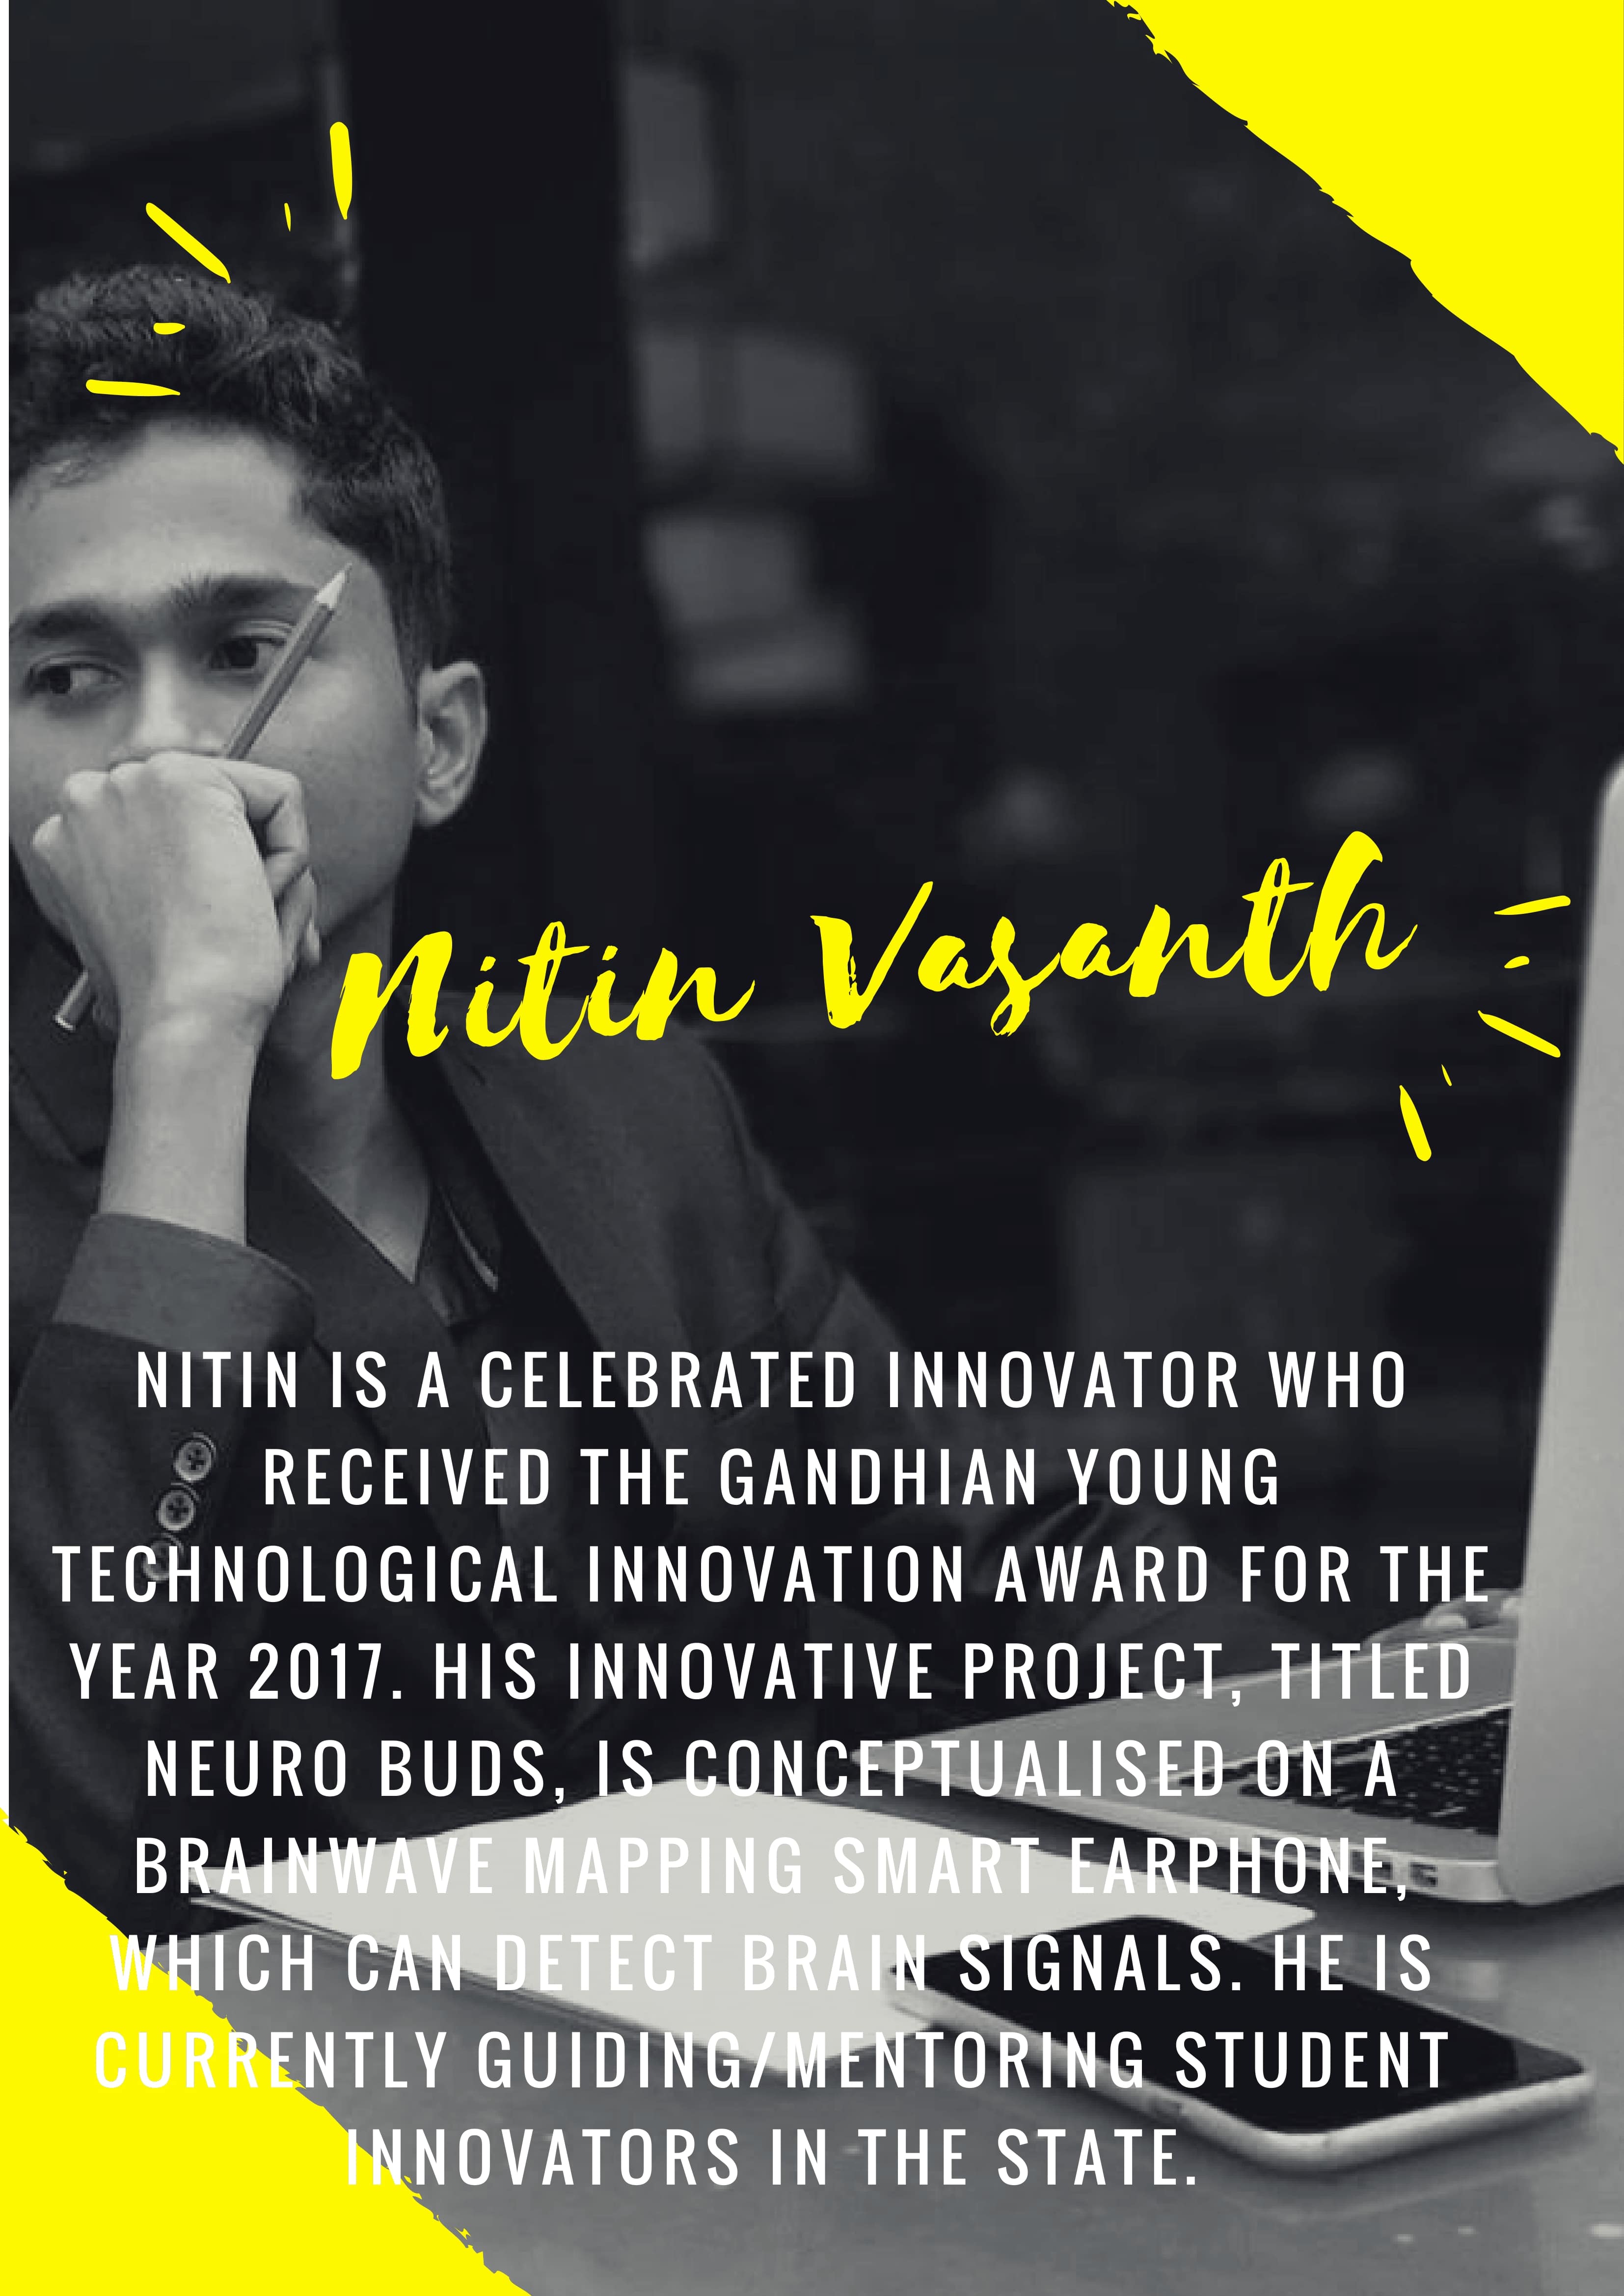 Nitin Vasanth
NITIN IS A CELEBRATED INNOVATOR WHO
RECEIVED THE GANDHIAN YOUNG
TECHNOLOGICAL INNOVATION AWARD FOR THE
YEAR 2017. HIS INNOVATIVE PROJECT, TITLED
NEURO BUDS, IS CONCEPTUALISED ON A
BRAINWAVE MAPPING SMART EARPHONE,
WHICH CAN DETECT BRAIN SIGNALS. HE IS
CURRENTLY GUIDING/MENTORING STUDENT
INNOVATORS IN THE STATE.